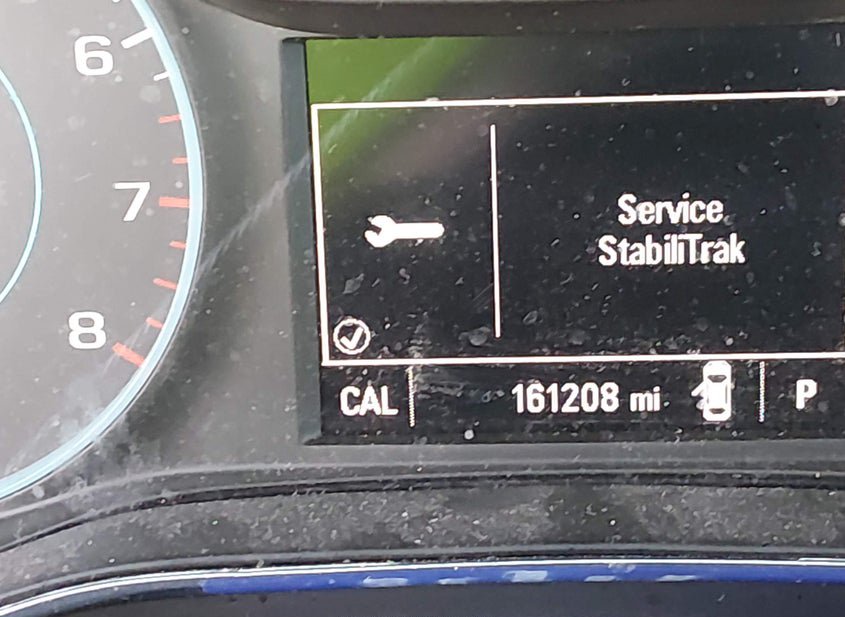 6
7
8
Service
StabiliTrak
CAL
161208 mi
P